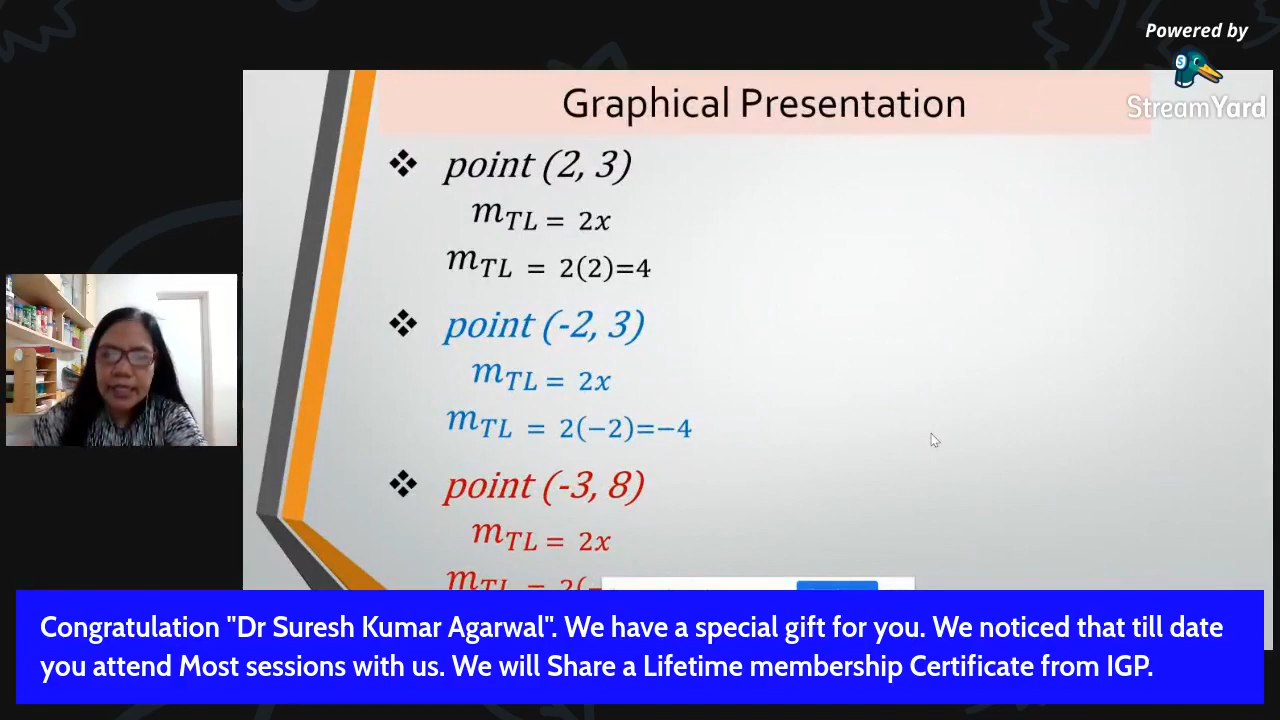 Powered by
StreamYard
Graphical Presentation
❖ point (2, 3)
m_TL = 2x
m_TL = 2(2)=4
❖ point (-2, 3)
m_TL = 2x
m_TL = 2(−2)=−4
❖ point (-3, 8)
m_TL = 2x
m_TL = 2(−
Congratulation "Dr Suresh Kumar Agarwal". We have a special gift for you. We noticed that till date
you attend Most sessions with us. We will Share a Lifetime membership Certificate from IGP.